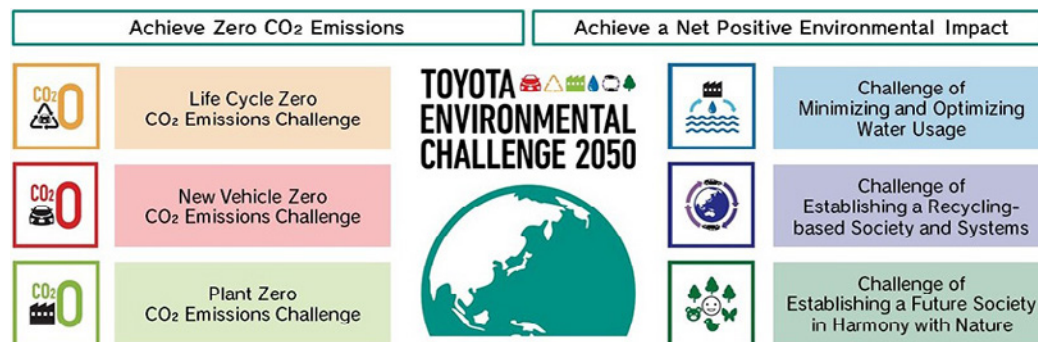 Achieve Zero CO₂ Emissions
Achieve a Net Positive Environmental Impact
CO₂ 0
Life Cycle Zero
CO₂ Emissions Challenge
CO₂ 0
New Vehicle Zero
CO₂ Emissions Challenge
CO₂ 0
Plant Zero
CO₂ Emissions Challenge
TOYOTA
ENVIRONMENTAL
CHALLENGE 2050
Challenge of
Minimizing and Optimizing
Water Usage
Challenge of
Establishing a Recycling-
based Society and Systems
Challenge of
Establishing a Future Society
in Harmony with Nature